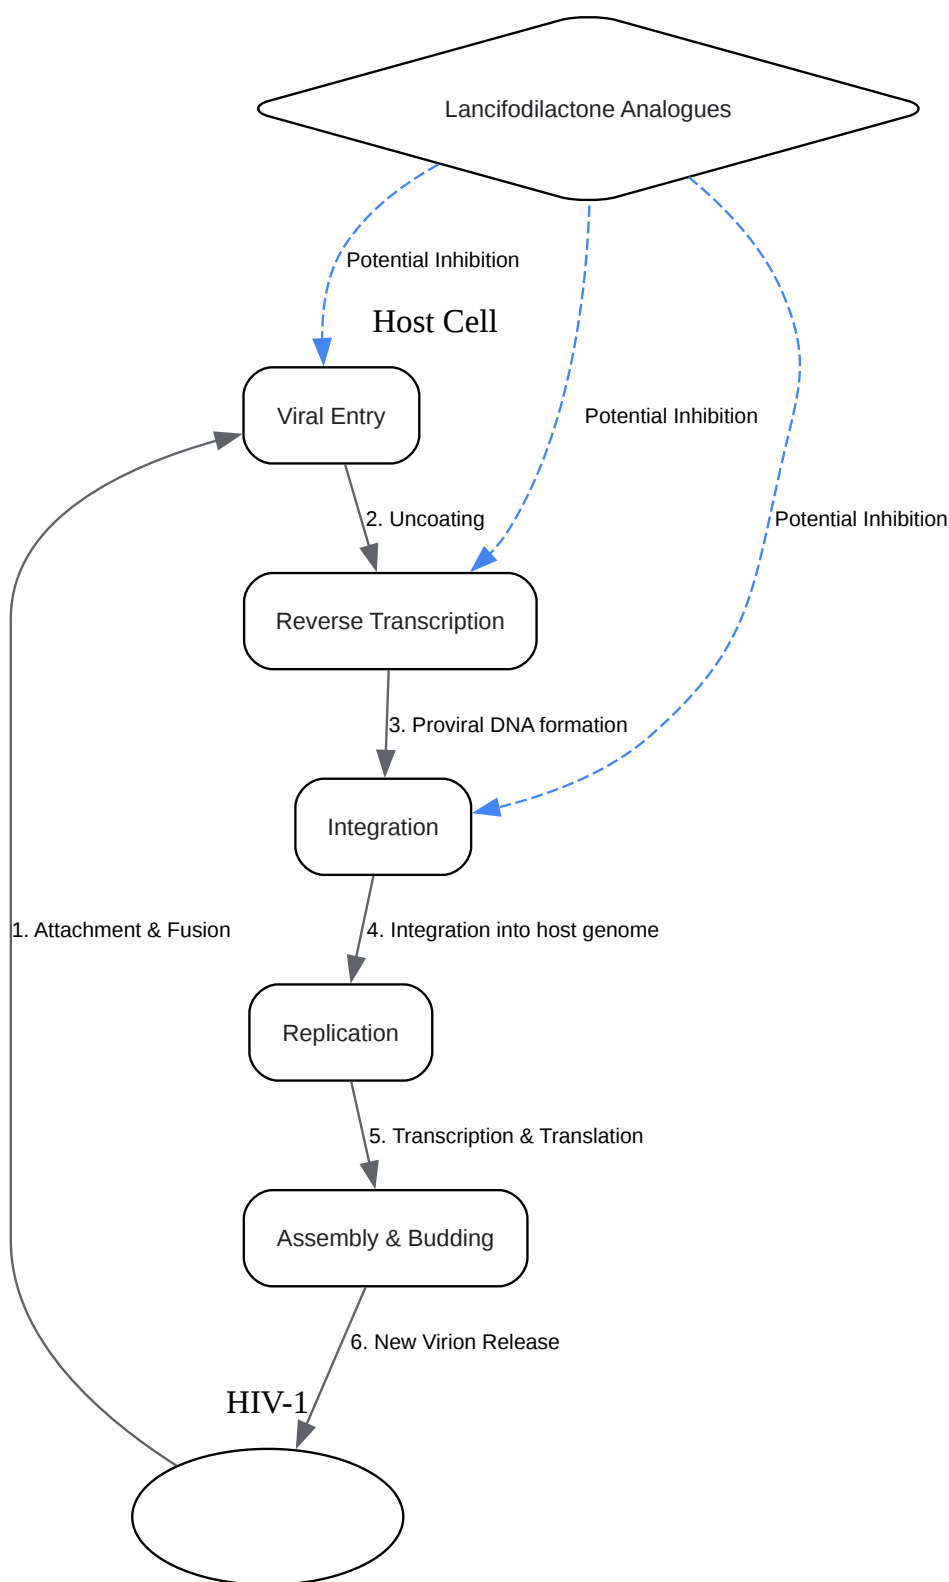 Lancifodilactone Analogues
Potential Inhibition
Host Cell
Viral Entry
Potential Inhibition
2. Uncoating
Potential Inhibition
Reverse Transcription
3. Proviral DNA formation
Integration
1. Attachment & Fusion
4. Integration into host genome
Replication
5. Transcription & Translation
Assembly & Budding
6. New Virion Release
HIV-1